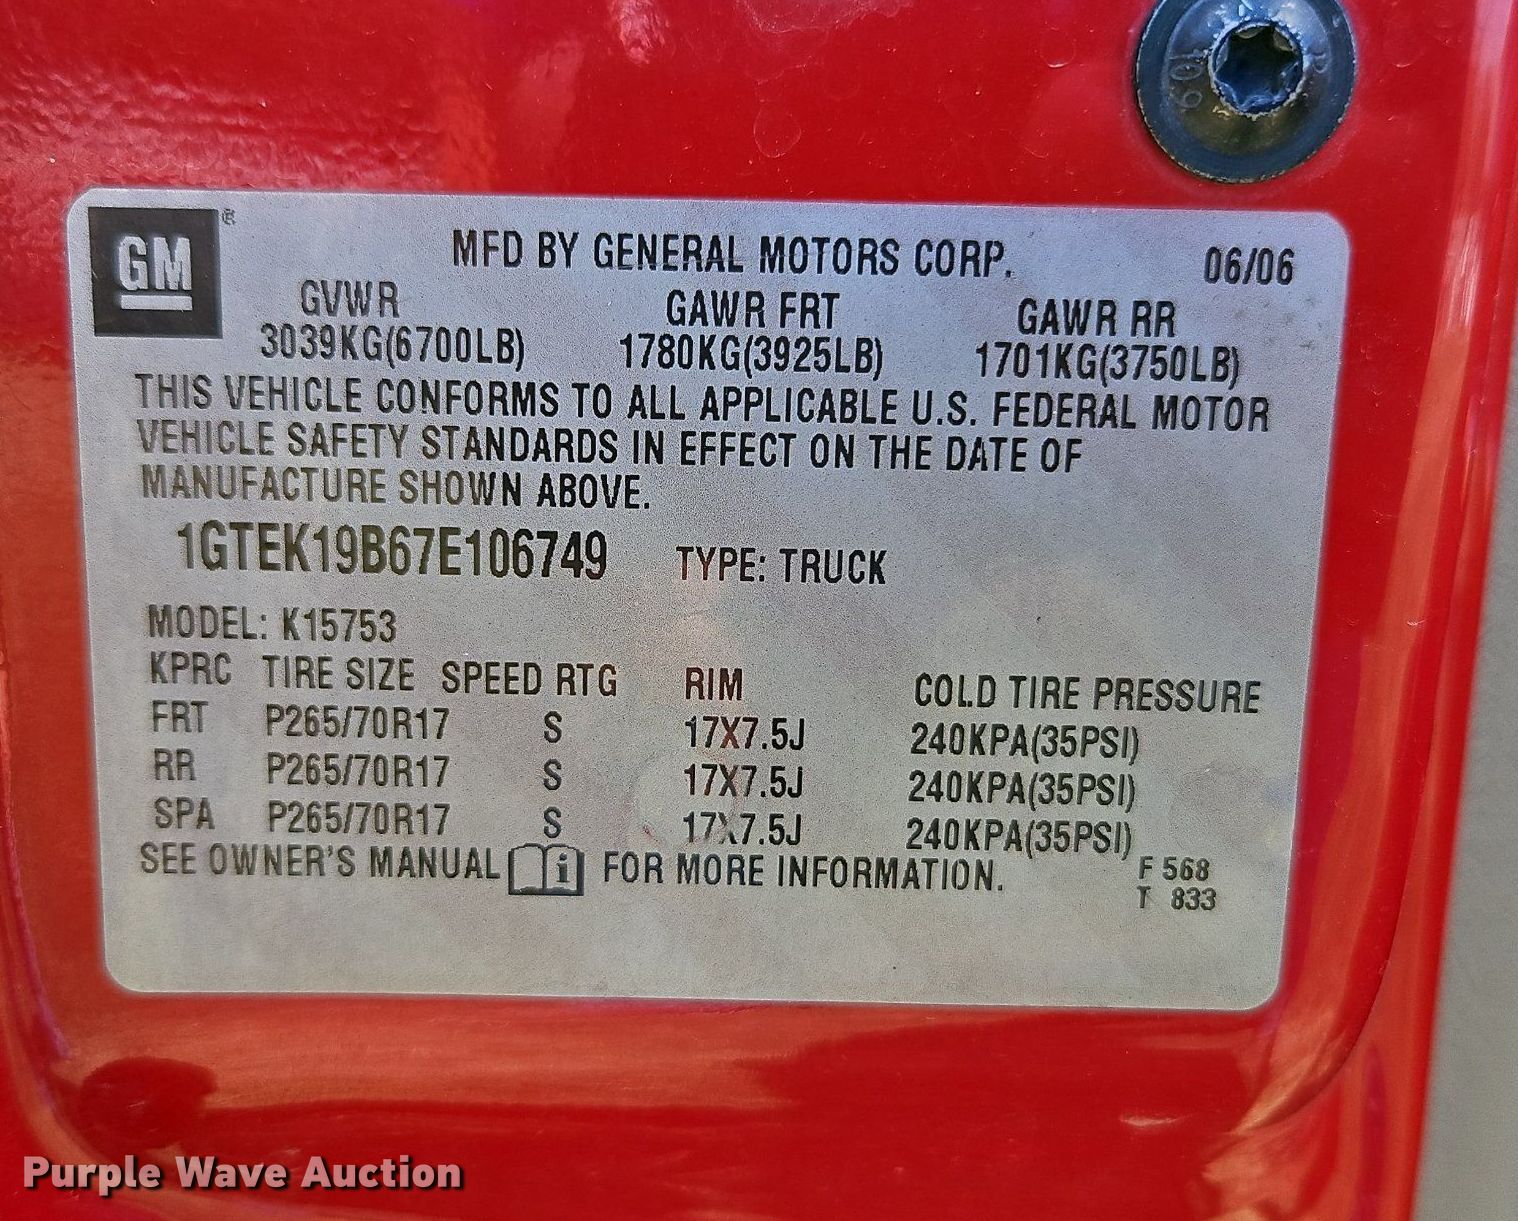 10.9
GM®
MFD BY GENERAL MOTORS CORP. 06/06
GVWR GAWR FRT GAWR RR
3039KG(6700LB) 1780KG(3925LB) 1701KG(3750LB)
THIS VEHICLE CONFORMS TO ALL APPLICABLE U.S. FEDERAL MOTOR
VEHICLE SAFETY STANDARDS IN EFFECT ON THE DATE OF
MANUFACTURE SHOWN ABOVE.
1GTEK19B67E106749 TYPE: TRUCK
MODEL: K15753
KPRC TIRE SIZE SPEED RTG RIM COLD TIRE PRESSURE
FRT P265/70R17 S 17X7.5J 240KPA(35PSI)
RR P265/70R17 S 17X7.5J 240KPA(35PSI)
SPA P265/70R17 S 17X7.5J 240KPA(35PSI)
SEE OWNER'S MANUAL i FOR MORE INFORMATION.
F 568
T 833
Purple Wave Auction